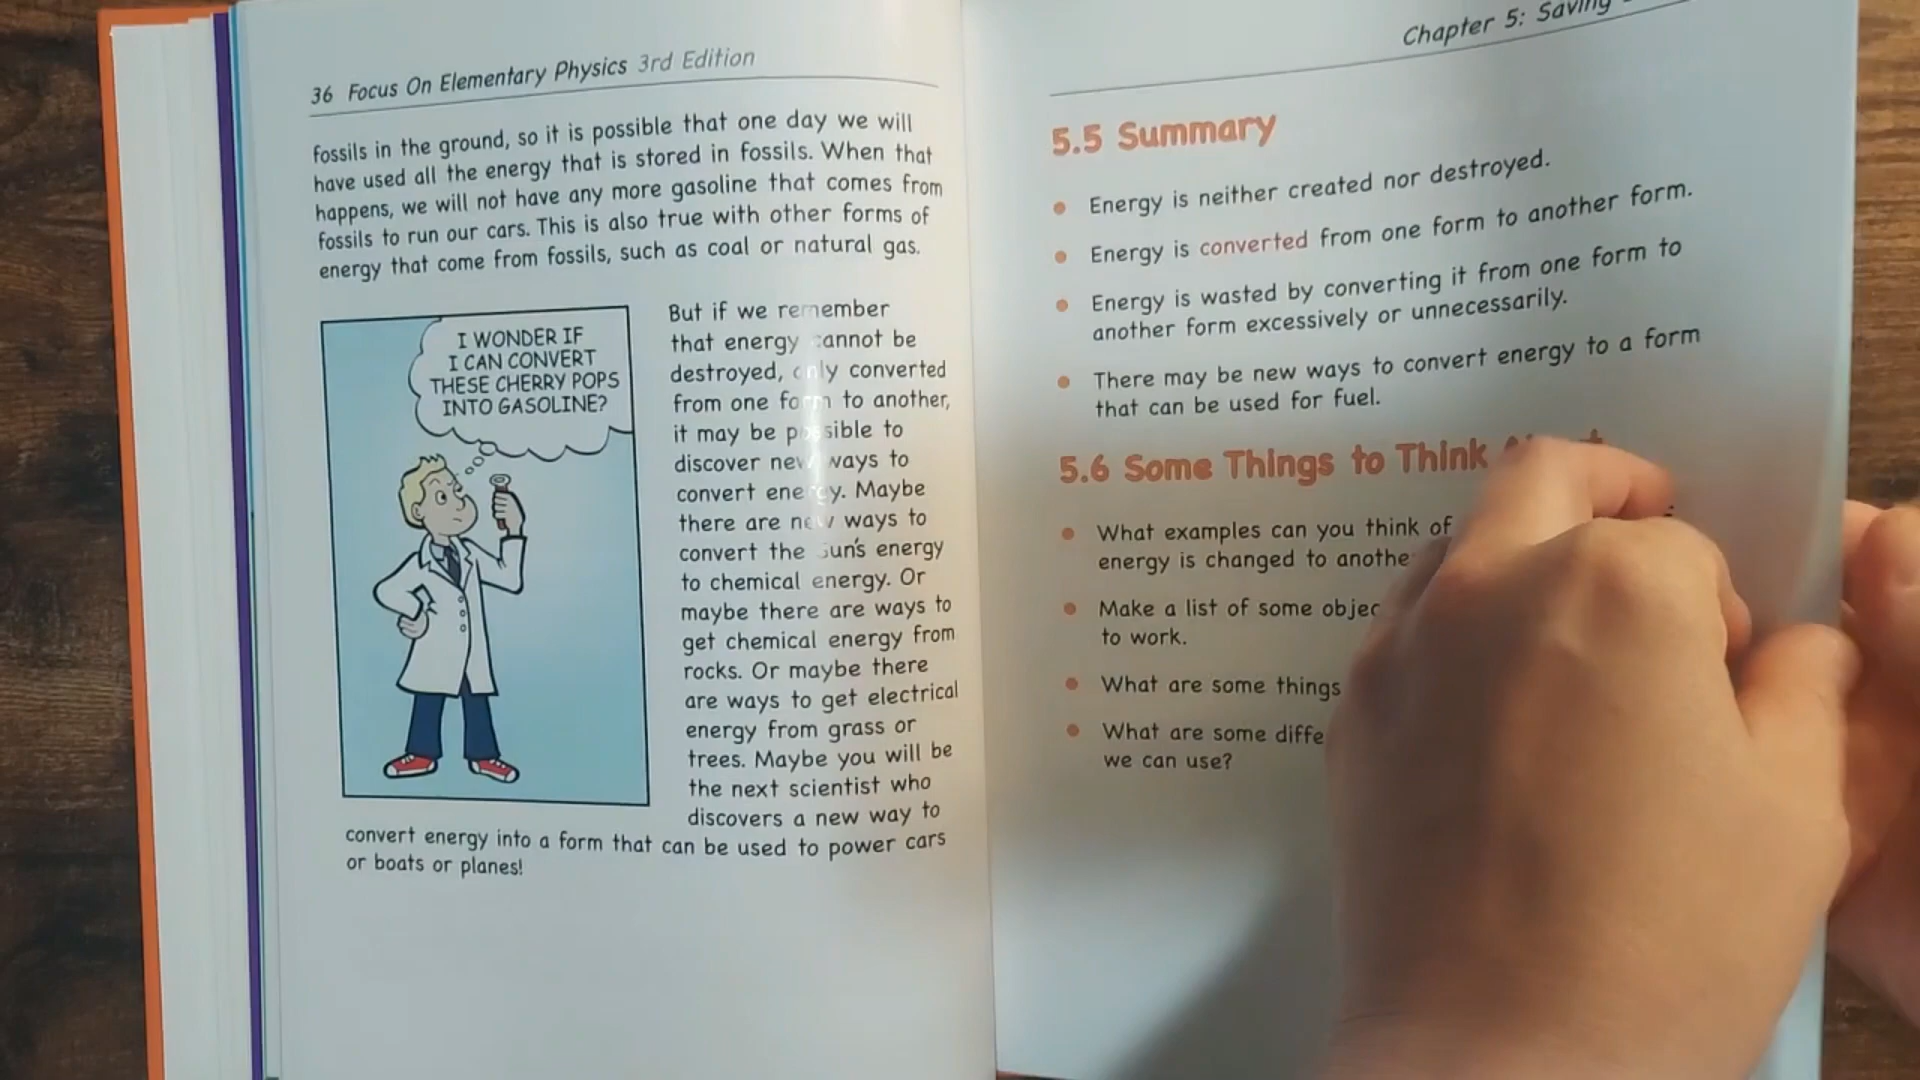 36 Focus On Elementary Physics 3rd Edition
fossils in the ground, so it is possible that one day we will
have used all the energy that is stored in fossils. When that
happens, we will not have any more gasoline that comes from
fossils to run our cars. This is also true with other forms of
energy that come from fossils, such as coal or natural gas.
I WONDER IF
I CAN CONVERT
THESE CHERRY POPS
INTO GASOLINE?
But if we remember
that energy cannot be
destroyed, only converted
from one form to another,
it may be possible to
discover new ways to
convert energy. Maybe
there are new ways to
convert the Sun's energy
to chemical energy. Or
maybe there are ways to
get chemical energy from
rocks. Or maybe there
are ways to get electrical
energy from grass or
trees. Maybe you will be
the next scientist who
discovers a new way to
convert energy into a form that can be used to power cars
or boats or planes!
Chapter 5: Saving
5.5 Summary
Energy is neither created nor destroyed.
Energy is converted from one form to another form.
Energy is wasted by converting it from one form to
another form excessively or unnecessarily.
There may be new ways to convert energy to a form
that can be used for fuel.
5.6 Some Things to Think
What examples can you think of
energy is changed to
Make a list of some
to work.
What are some things
What are some
we can use?